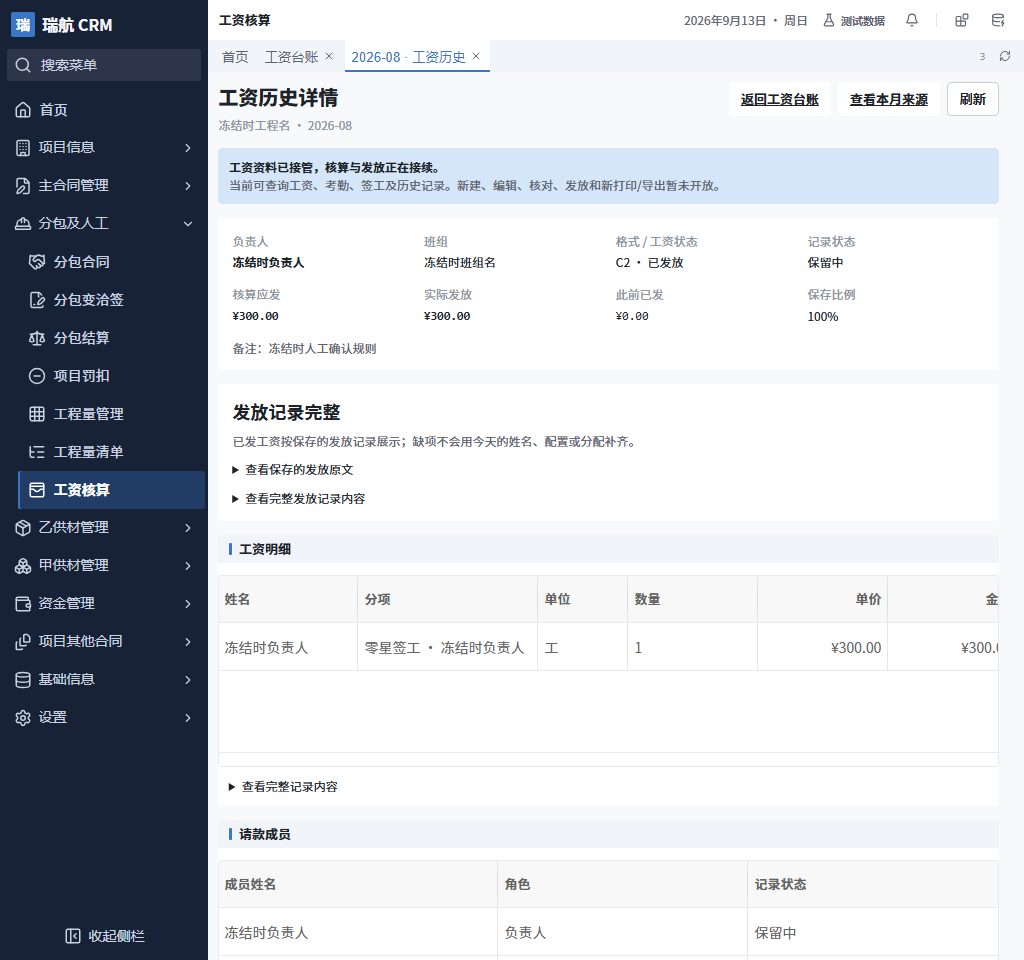 瑞 瑞航 CRM
搜索菜单
首页
项目信息
主合同管理
分包及人工
分包合同
分包变洽签
分包结算
项目罚扣
工程量管理
工程量清单
工资核算
乙供材管理
甲供材管理
资金管理
项目其他合同
基础信息
设置
收起侧栏
工资核算 2026年9月13日 · 周日 测试数据
首页 工资台账 × 2026-08 · 工资历史 × 3
工资历史详情 返回工资台账 查看本月来源 刷新
冻结时工程名 · 2026-08
工资资料已接管，核算与发放正在接续。
当前可查询工资、考勤、签工及历史记录。新建、编辑、核对、发放和新打印/导出暂未开放。
负责人 班组 格式 / 工资状态 记录状态
冻结时负责人 冻结时班组名 C2 · 已发放 保留中
核算应发 实际发放 此前已发 保存比例
¥300.00 ¥300.00 ¥0.00 100%
备注：冻结时人工确认规则
发放记录完整
已发工资按保存的发放记录展示；缺项不会用今天的姓名、配置或分配补齐。
▶ 查看保存的发放原文
▶ 查看完整发放记录内容
工资明细
姓名 分项 单位 数量 单价 金
冻结时负责人 零星签工 · 冻结时负责人 工 1 ¥300.00 ¥300.0
▶ 查看完整记录内容
请款成员
成员姓名 角色 记录状态
冻结时负责人 负责人 保留中